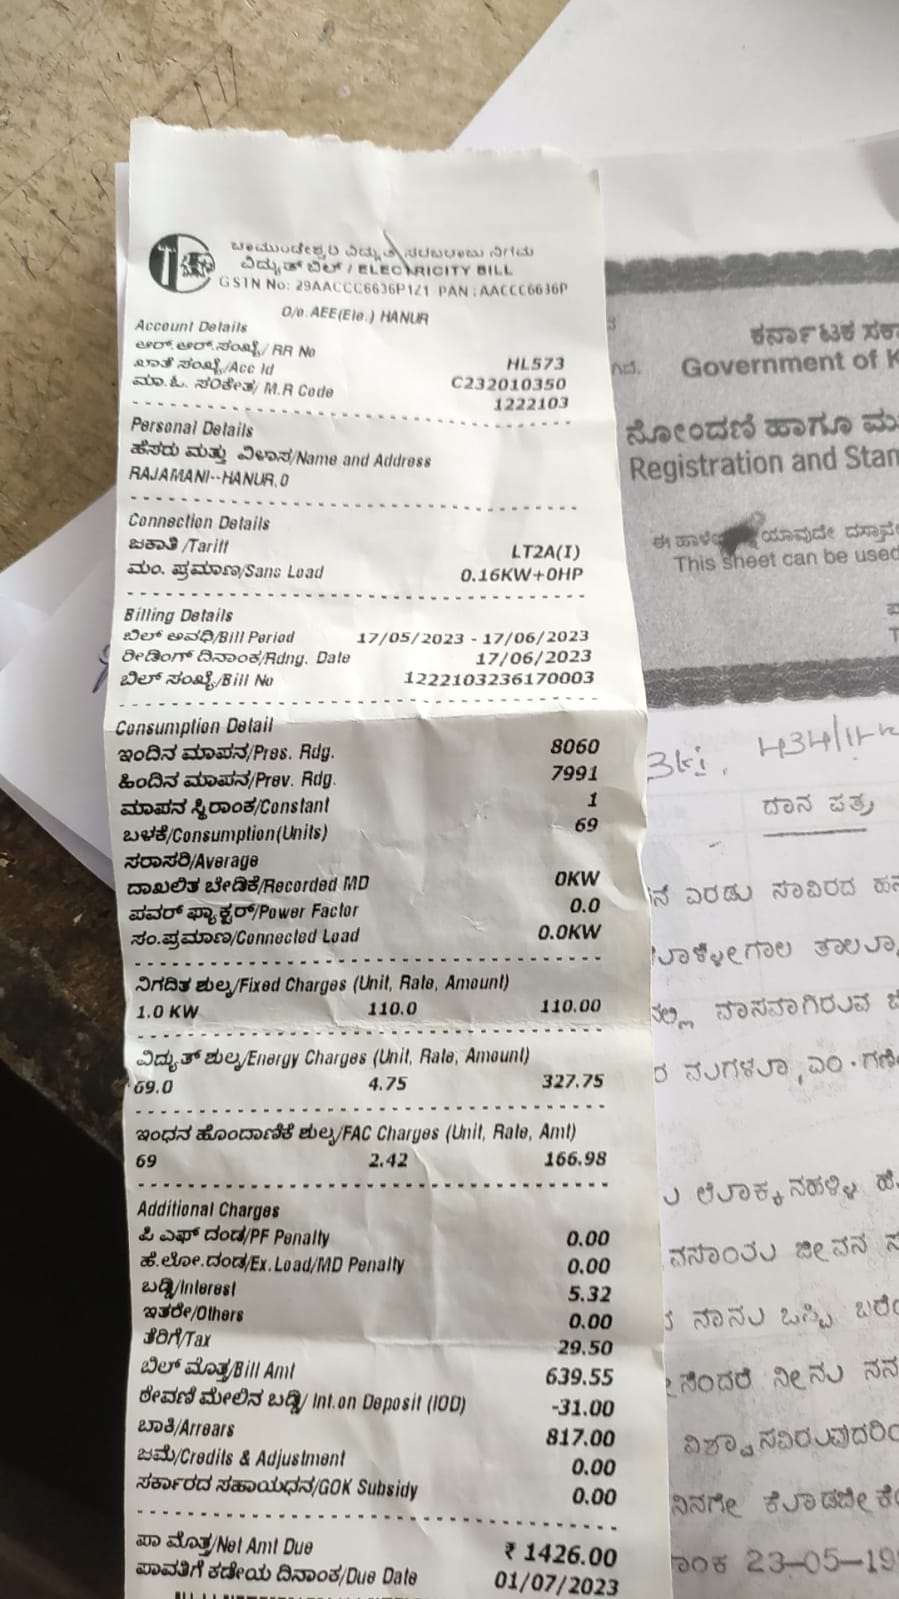 ಚಾಮುಂಡೇಶ್ವರಿ ವಿದ್ಯುತ್ ಸರಬರಾಜು ನಿಗಮ
ವಿದ್ಯುತ್ ಬಿಲ್ / ELECTRICITY BILL
GSTN No: 29AACCC6636P1Z1 PAN : AACCC6636P
O/o. AEE(Ele.) HANUR
Account Details
ಆರ್.ಆರ್.ಸಂಖ್ಯೆ/ RR No HL573
ಖಾತೆ ಸಂಖ್ಯೆ/Acc Id C232010350
ಮಾ.ಓ. ಸಂಕೇತ/ M.R Code 1222103
Personal Details
ಹೆಸರು ಮತ್ತು ವಿಳಾಸ/Name and Address
RAJAMANI--HANUR,0
Connection Details
ಜಕಾತಿ /Tariff LT2A(I)
ಮಂ. ಪ್ರಮಾಣ/Sanc Load 0.16KW+0HP
Billing Details
ಬಿಲ್ ಅವಧಿ/Bill Period 17/05/2023 - 17/06/2023
ರೀಡಿಂಗ್ ದಿನಾಂಕ/Rdng. Date 17/06/2023
ಬಿಲ್ ಸಂಖ್ಯೆ/Bill No 1222103236170003
Consumption Detail
ಇಂದಿನ ಮಾಪನ/Pres. Rdg. 8060
ಹಿಂದಿನ ಮಾಪನ/Prev. Rdg. 7991
ಮಾಪನ ಸ್ಥಿರಾಂಕ/Constant 1
ಬಳಕೆ/Consumption(Units) 69
ಸರಾಸರಿ/Average
ದಾಖಲಿತ ಬೇಡಿಕೆ/Recorded MD 0KW
ಪವರ್ ಫ್ಯಾಕ್ಟರ್/Power Factor 0.0
ಸಂ.ಪ್ರಮಾಣ/Connected Load 0.0KW
ನಿಗದಿತ ಶುಲ್ಕ/Fixed Charges (Unit, Rate, Amount)
1.0 KW 110.0 110.00
ವಿದ್ಯುತ್ ಶುಲ್ಕ/Energy Charges (Unit, Rate, Amount)
69.0 4.75 327.75
ಇಂಧನ ಹೊಂದಾಣಿಕೆ ಶುಲ್ಕ/FAC Charges (Unit, Rate, Amt)
69 2.42 166.98
Additional Charges
ಪಿ ಎಫ್ ದಂಡ/PF Penalty 0.00
ಹೆ.ಲೋ.ದಂಡ/Ex.Load/MD Penalty 0.00
ಬಡ್ಡಿ/Interest 5.32
ಇತರೇ/Others 0.00
ತೆರಿಗೆ/Tax 29.50
ಬಿಲ್ ಮೊತ್ತ/Bill Amt 639.55
ಠೇವಣಿ ಮೇಲಿನ ಬಡ್ಡಿ/ Int.on Deposit (IOD) -31.00
ಬಾಕಿ/Arrears 817.00
ಜಮೆ/Credits & Adjustment 0.00
ಸರ್ಕಾರದ ಸಹಾಯಧನ/GOK Subsidy 0.00
ಪಾ ಮೊತ್ತ/Net Amt Due ₹ 1426.00
ಪಾವತಿಗೆ ಕಡೇಯ ದಿನಾಂಕ/Due Date 01/07/2023
ಕರ್ನಾಟಕ
Government of
ನೋಂದಣಿ ಹಾಗೂ
Registration and
ಈ ಯಾವುದೇ
This sheet can be used
ದಾನ ಪತ್ರ
ಎರಡು ಸಾವಿರದ
ವಾಸವಾಗಿರುವ
ಜೀವನ
ನಾನು ಒಪ್ಪಿ
ನೀನು
23-05-19